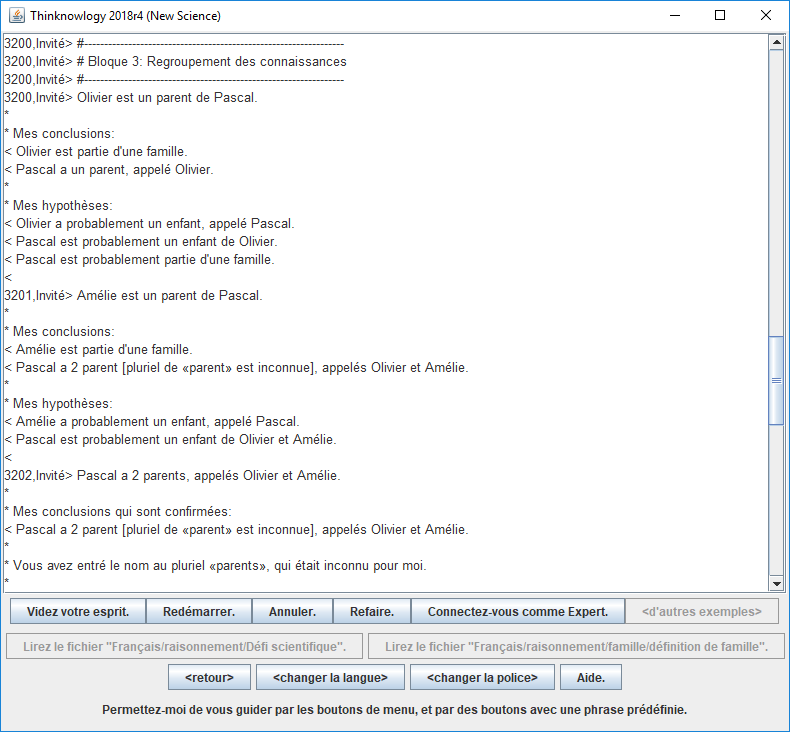 Thinknowlogy 2018r4 (New Science)
3200,Invité> #-----------------------------------------------------------------
3200,Invité> # Bloque 3: Regroupement des connaissances
3200,Invité> #-----------------------------------------------------------------
3200,Invité> Olivier est un parent de Pascal.
*
* Mes conclusions:
< Olivier est partie d'une famille.
< Pascal a un parent, appelé Olivier.
*
* Mes hypothèses:
< Olivier a probablement un enfant, appelé Pascal.
< Pascal est probablement un enfant de Olivier.
< Pascal est probablement partie d'une famille.
<
3201,Invité> Amélie est un parent de Pascal.
*
* Mes conclusions:
< Amélie est partie d'une famille.
< Pascal a 2 parent [pluriel de «parent» est inconnue], appelés Olivier et Amélie.
*
* Mes hypothèses:
< Amélie a probablement un enfant, appelé Pascal.
< Pascal est probablement un enfant de Olivier et Amélie.
<
3202,Invité> Pascal a 2 parents, appelés Olivier et Amélie.
*
* Mes conclusions qui sont confirmées:
< Pascal a 2 parent [pluriel de «parent» est inconnue], appelés Olivier et Amélie.
*
* Vous avez entré le nom au pluriel «parents», qui était inconnu pour moi.
*
Videz votre esprit. Redémarrer. Annuler. Refaire. Connectez-vous comme Expert. <d'autres exemples>
Lirez le fichier "Français/raisonnement/Défi scientifique". Lirez le fichier "Français/raisonnement/famille/définition de famille".
<retour> <changer la langue> <changer la police> Aide.
Permettez-moi de vous guider par les boutons de menu, et par des boutons avec une phrase prédéfinie.